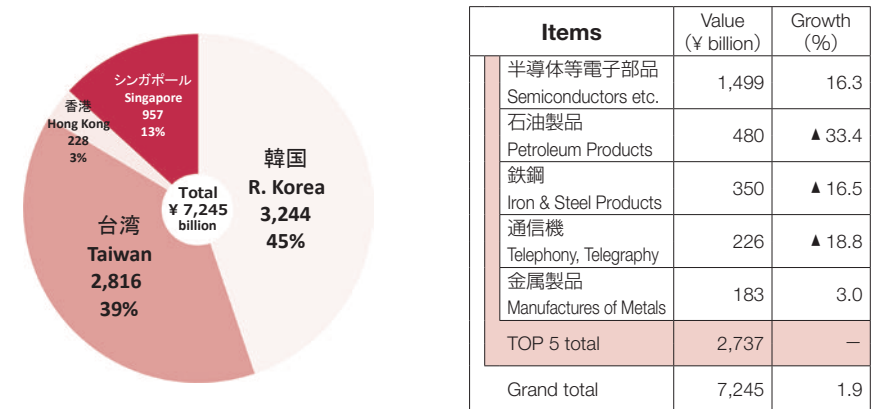 シンガポール
Singapore
957
13%
香港
Hong Kong
228
3%
韓国
R. Korea
3,244
45%
Total
¥ 7,245
billion
台湾
Taiwan
2,816
39%
Items Value (¥ billion) Growth (%)
半導体等電子部品
Semiconductors etc. 1,499 16.3
石油製品
Petroleum Products 480 ▲ 33.4
鉄鋼
Iron & Steel Products 350 ▲ 16.5
通信機
Telephony, Telegraphy 226 ▲ 18.8
金属製品
Manufactures of Metals 183 3.0
TOP 5 total 2,737 －
Grand total 7,245 1.9